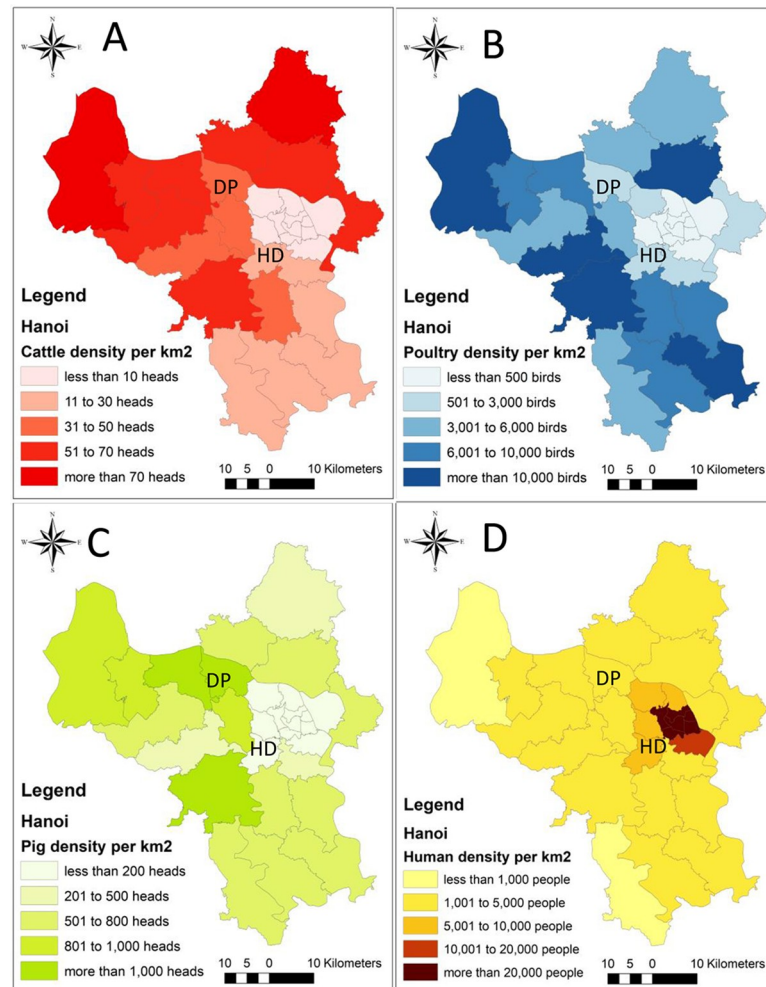 A
N
W E
S
DP
HD
Legend
Hanoi
Cattle density per km2
less than 10 heads
11 to 30 heads
31 to 50 heads
51 to 70 heads
more than 70 heads
10 5 0 10 Kilometers
B
N
W E
S
DP
HD
Legend
Hanoi
Poultry density per km2
less than 500 birds
501 to 3,000 birds
3,001 to 6,000 birds
6,001 to 10,000 birds
more than 10,000 birds
10 5 0 10 Kilometers
C
N
W E
S
DP
HD
Legend
Hanoi
Pig density per km2
less than 200 heads
201 to 500 heads
501 to 800 heads
801 to 1,000 heads
more than 1,000 heads
10 5 0 10 Kilometers
D
N
W E
S
DP
HD
Legend
Hanoi
Human density per km2
less than 1,000 people
1,001 to 5,000 people
5,001 to 10,000 people
10,001 to 20,000 people
more than 20,000 people
10 5 0 10 Kilometers